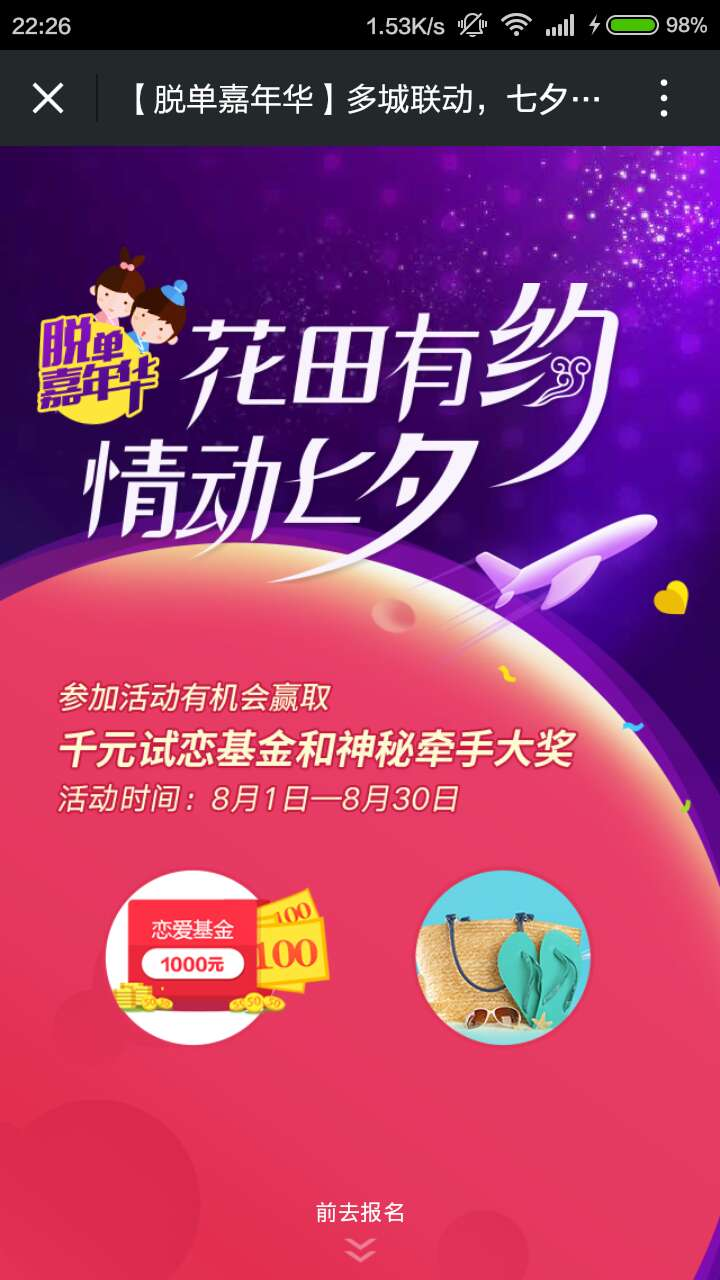 22:26
1.53K/s
98%
【脱单嘉年华】多城联动，七夕…
脱单
嘉年华
花田有约
情动七夕
参加活动有机会赢取
千元试恋基金和神秘牵手大奖
活动时间：8月1日—8月30日
恋爱基金
1000元
100
100
50
50
50
前去报名